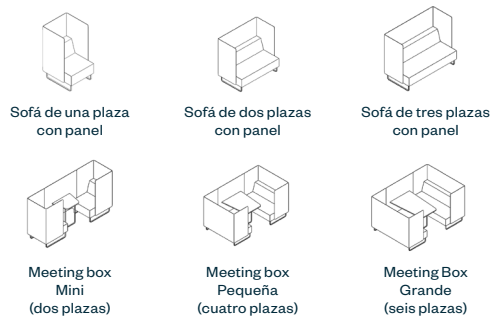 Sofá de una plaza
con panel
Sofá de dos plazas
con panel
Sofá de tres plazas
con panel
Meeting box
Mini
(dos plazas)
Meeting box
Pequeña
(cuatro plazas)
Meeting Box
Grande
(seis plazas)